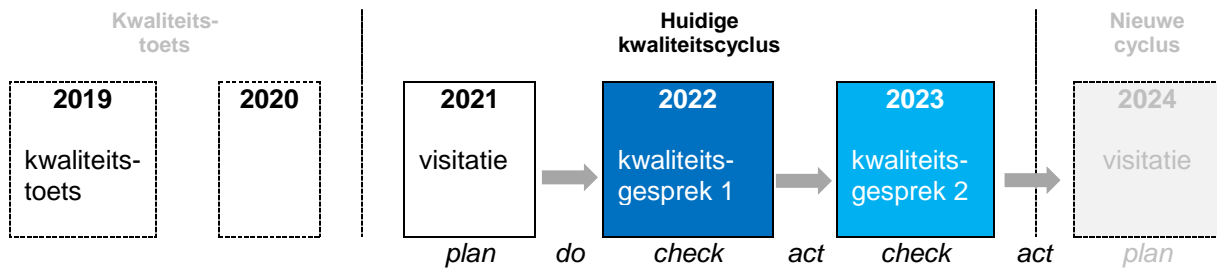 Kwaliteits-
toets
Huidige
kwaliteitscyclus
Nieuwe
cyclus
2019
kwaliteits-
toets
2020
2021
visitatie
2022
kwaliteits-
gesprek 1
2023
kwaliteits-
gesprek 2
2024
visitatie
plan do check act check act plan